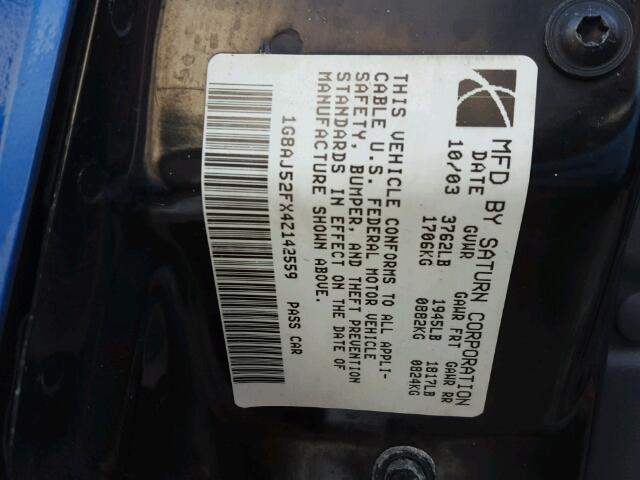 MFD BY SATURN CORPORATION
DATE GVWR GAWR FRT GAWR RR
10/03 3762LB 1945LB 1817LB
1706KG 0882KG 0824KG
THIS VEHICLE CONFORMS TO ALL APPLI-
CABLE U.S. FEDERAL MOTOR VEHICLE
SAFETY, BUMPER, AND THEFT PREVENTION
STANDARDS IN EFFECT ON THE DATE OF
MANUFACTURE SHOWN ABOVE.
1G8AJ52FX4Z142559 PASS CAR